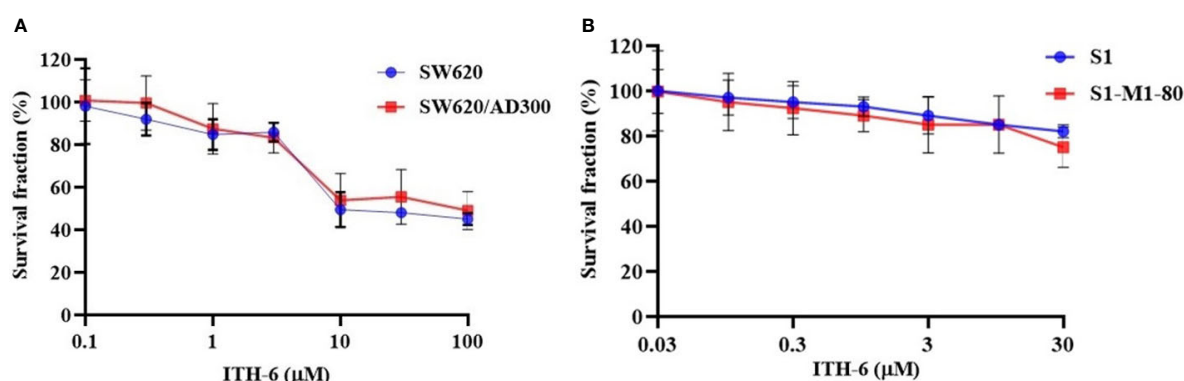 A
Survival fraction (%)
120
100
80
60
40
20
0
0.1 1 10 100
ITH-6 (µM)
SW620
SW620/AD300
B
Survival fraction (%)
120
100
80
60
40
20
0
0.03 0.3 3 30
ITH-6 (µM)
S1
S1-M1-80